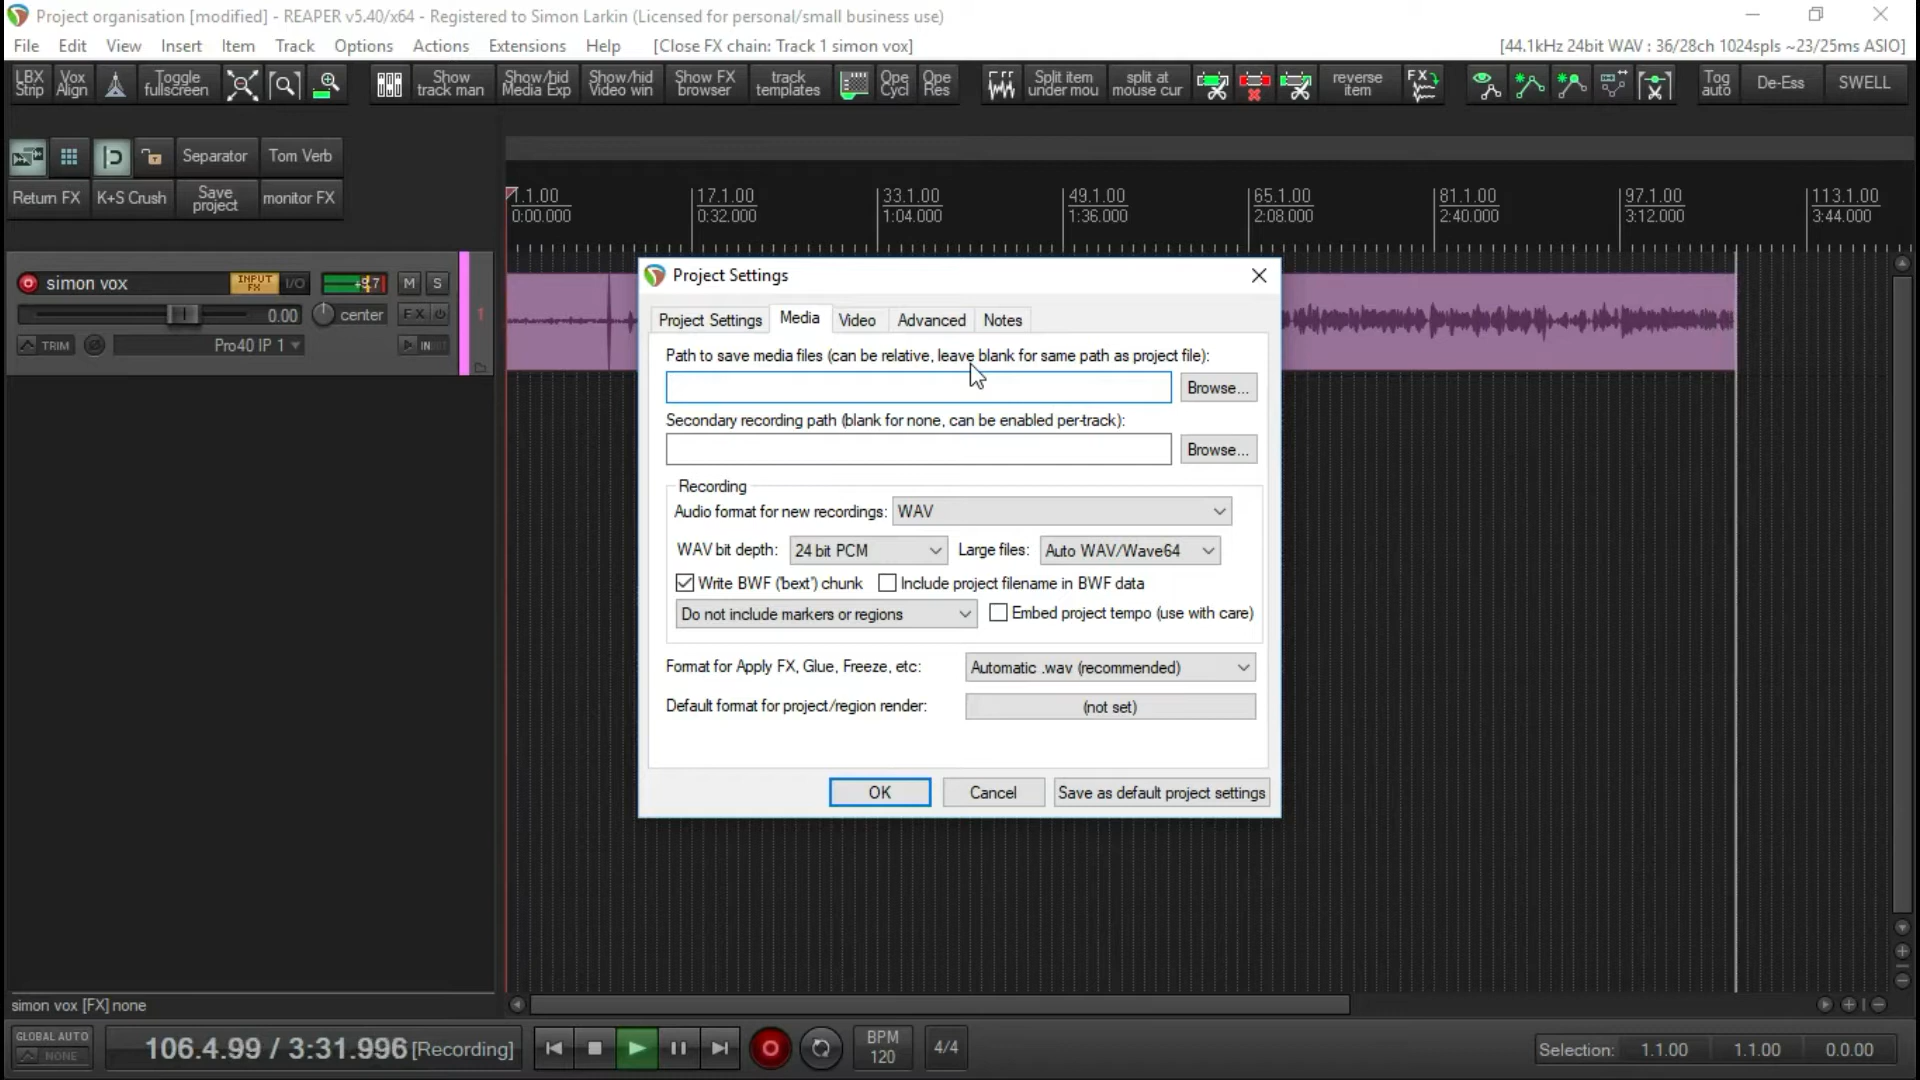 Project organisation [modified] - REAPER v5.40/x64 - Registered to Simon Larkin (Licensed for personal/small business use)
File Edit View Insert Item Track Options Actions Extensions Help [Close FX chain: Track 1 simon vox] [44.1kHz 24bit WAV : 36/28ch 1024spls ~23/25ms ASIO]
LBX Strip
Vox Align
Toggle fullscreen
Show track man
Show/hid Media Exp
Show/hid Video win
Show FX browser
track templates
Ope Cycl
Ope Res
Split item under mou
split at mouse cur
reverse item
FX
Tog auto
De-Ess
SWELL
Separator Tom Verb
Return FX K+S Crush Save project monitor FX
1.1.00 17.1.00 33.1.00 49.1.00 65.1.00 81.1.00 97.1.00 113.1.00
0:00.000 0:32.000 1:04.000 1:36.000 2:08.000 2:40.000 3:12.000 3:44.000
simon vox INPUT FX I/O M S
0.00 center FX 1
TRIM Pro40 IP 1 IN
Project Settings
Project Settings Media Video Advanced Notes
Path to save media files (can be relative, leave blank for same path as project file):
Browse...
Secondary recording path (blank for none, can be enabled per-track):
Browse...
Recording
Audio format for new recordings: WAV
WAV bit depth: 24 bit PCM Large files: Auto WAV/Wave64
Write BWF ('bext') chunk Include project filename in BWF data
Do not include markers or regions Embed project tempo (use with care)
Format for Apply FX, Glue, Freeze, etc: Automatic .wav (recommended)
Default format for project/region render: (not set)
OK Cancel Save as default project settings
simon vox [FX] none
GLOBAL AUTO
NONE
106.4.99 / 3:31.996 [Recording]
BPM
120
4/4
Selection: 1.1.00 1.1.00 0.0.00